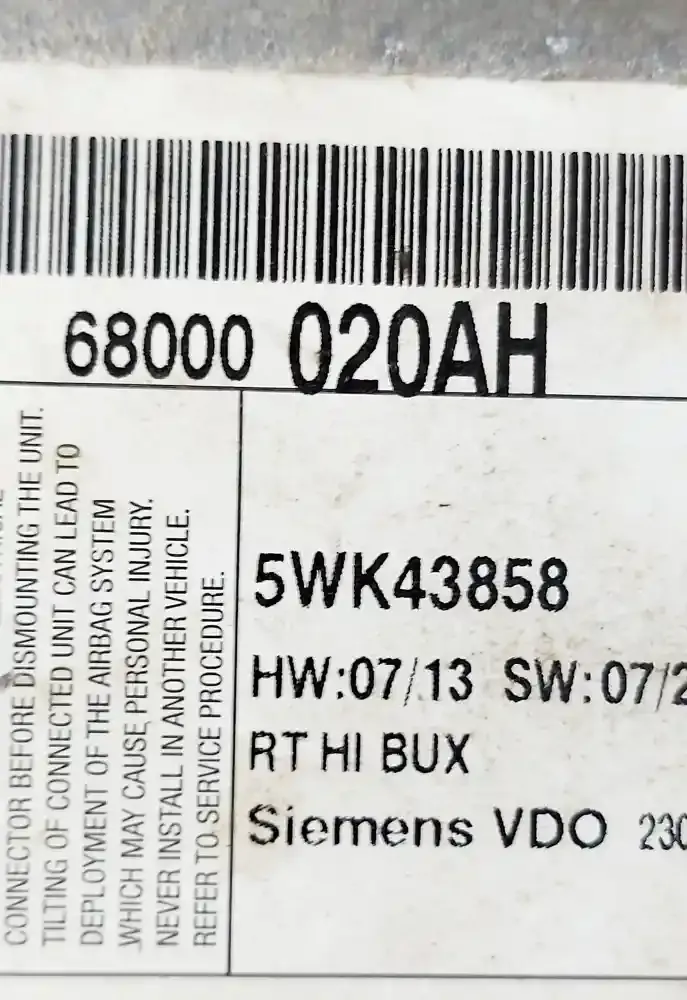 68000 020AH
CONNECTOR BEFORE DISMOUNTING THE UNIT.
TILTING OF CONNECTED UNIT CAN LEAD TO
DEPLOYMENT OF THE AIRBAG SYSTEM
WHICH MAY CAUSE PERSONAL INJURY.
NEVER INSTALL IN ANOTHER VEHICLE.
REFER TO SERVICE PROCEDURE.
5WK43858
HW:07/13 SW:07/2
RT HI BUX
Siemens VDO 230